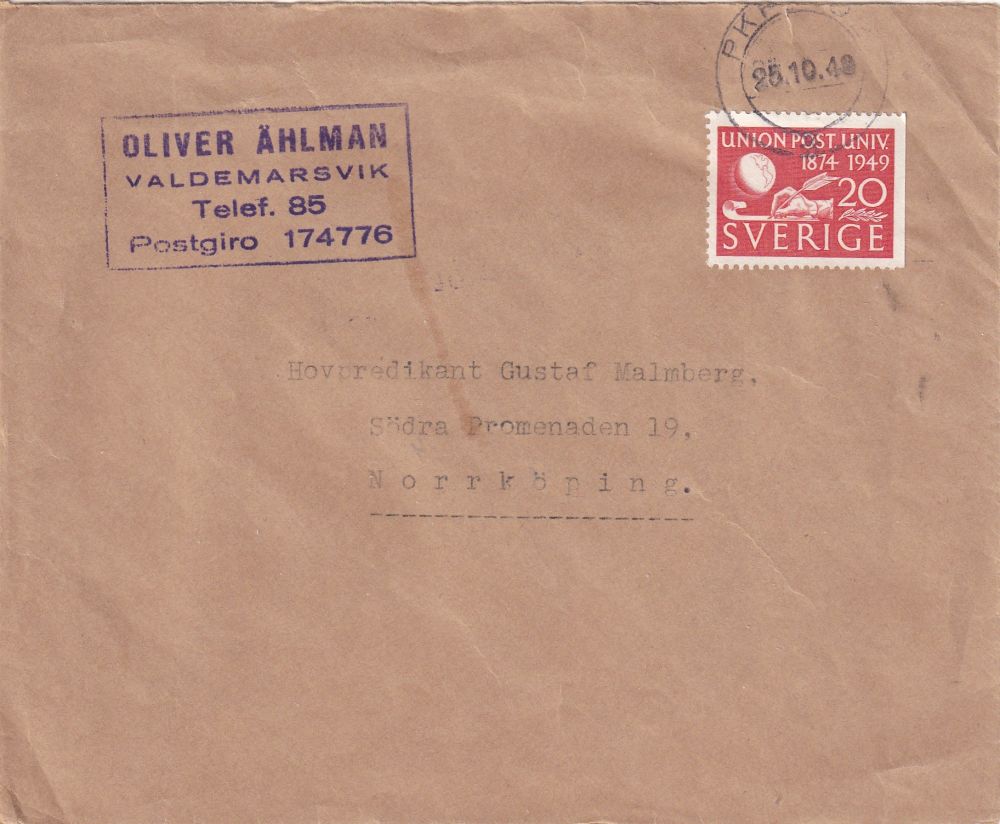 OLIVER ÄHLMAN
VALDEMARSVIK
Telef. 85
Postgiro 174776
25.10.49
UNION POST. UNIV.
1874 1949
20
SVERIGE
Hovpredikant Gustaf Malmberg.
Södra Promenaden 19,
Norrköping.